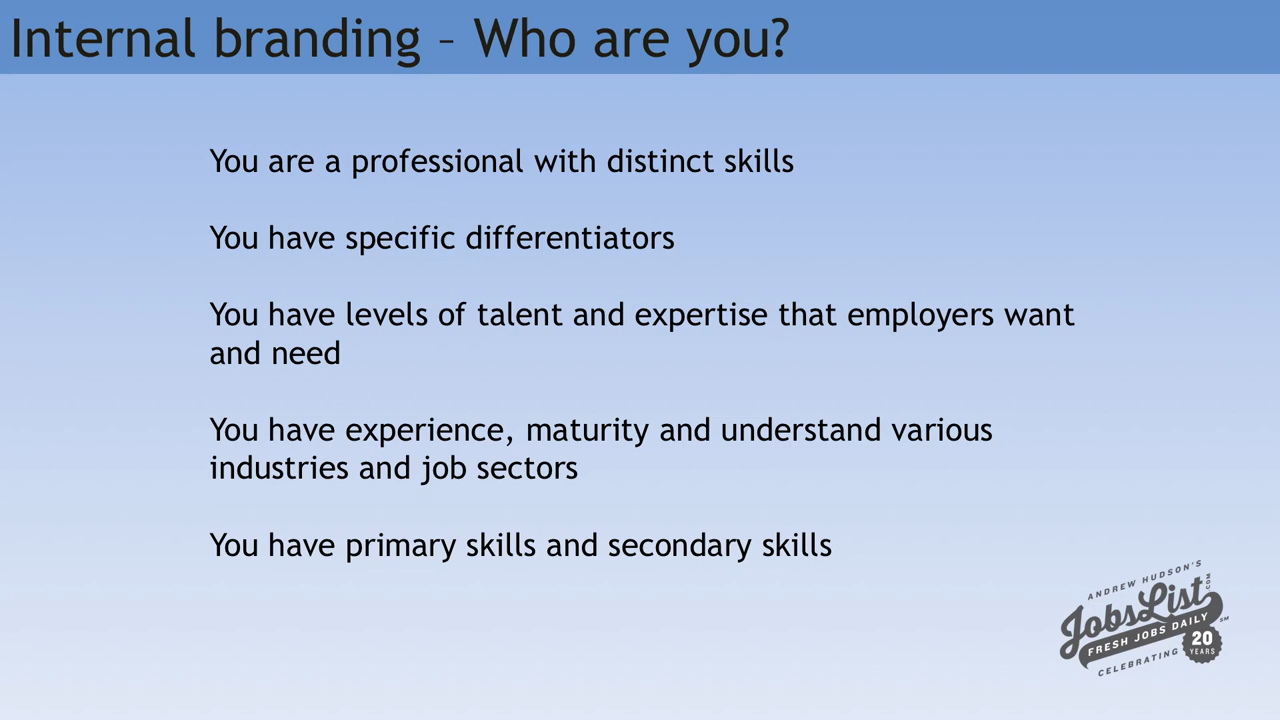 Internal branding – Who are you?
You are a professional with distinct skills
You have specific differentiators
You have levels of talent and expertise that employers want
and need
You have experience, maturity and understand various
industries and job sectors
You have primary skills and secondary skills
ANDREW HUDSON'S
JobsList
.COM
FRESH JOBS DAILY
SM
CELEBRATING
20
YEARS